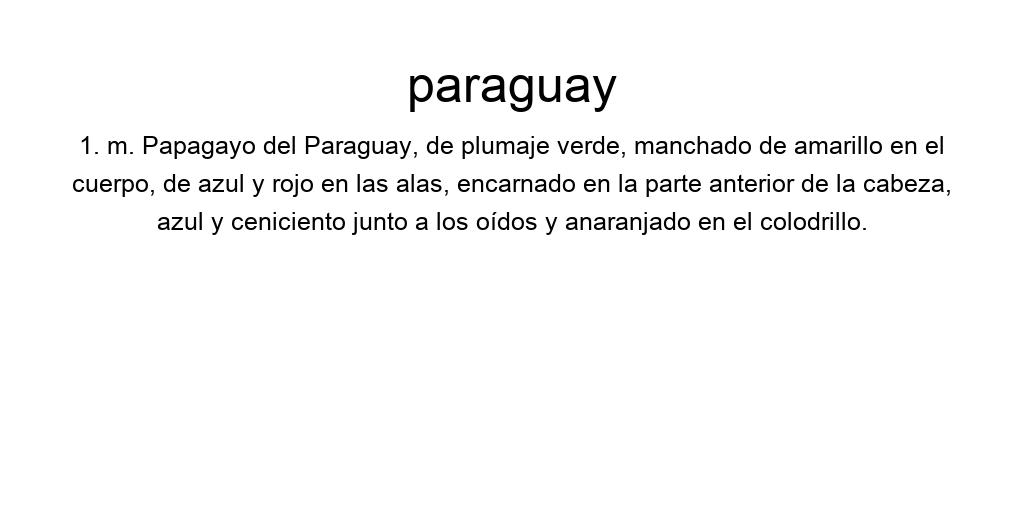 paraguay
1. m. Papagayo del Paraguay, de plumaje verde, manchado de amarillo en el
cuerpo, de azul y rojo en las alas, encarnado en la parte anterior de la cabeza,
azul y ceniciento junto a los oídos y anaranjado en el colodrillo.